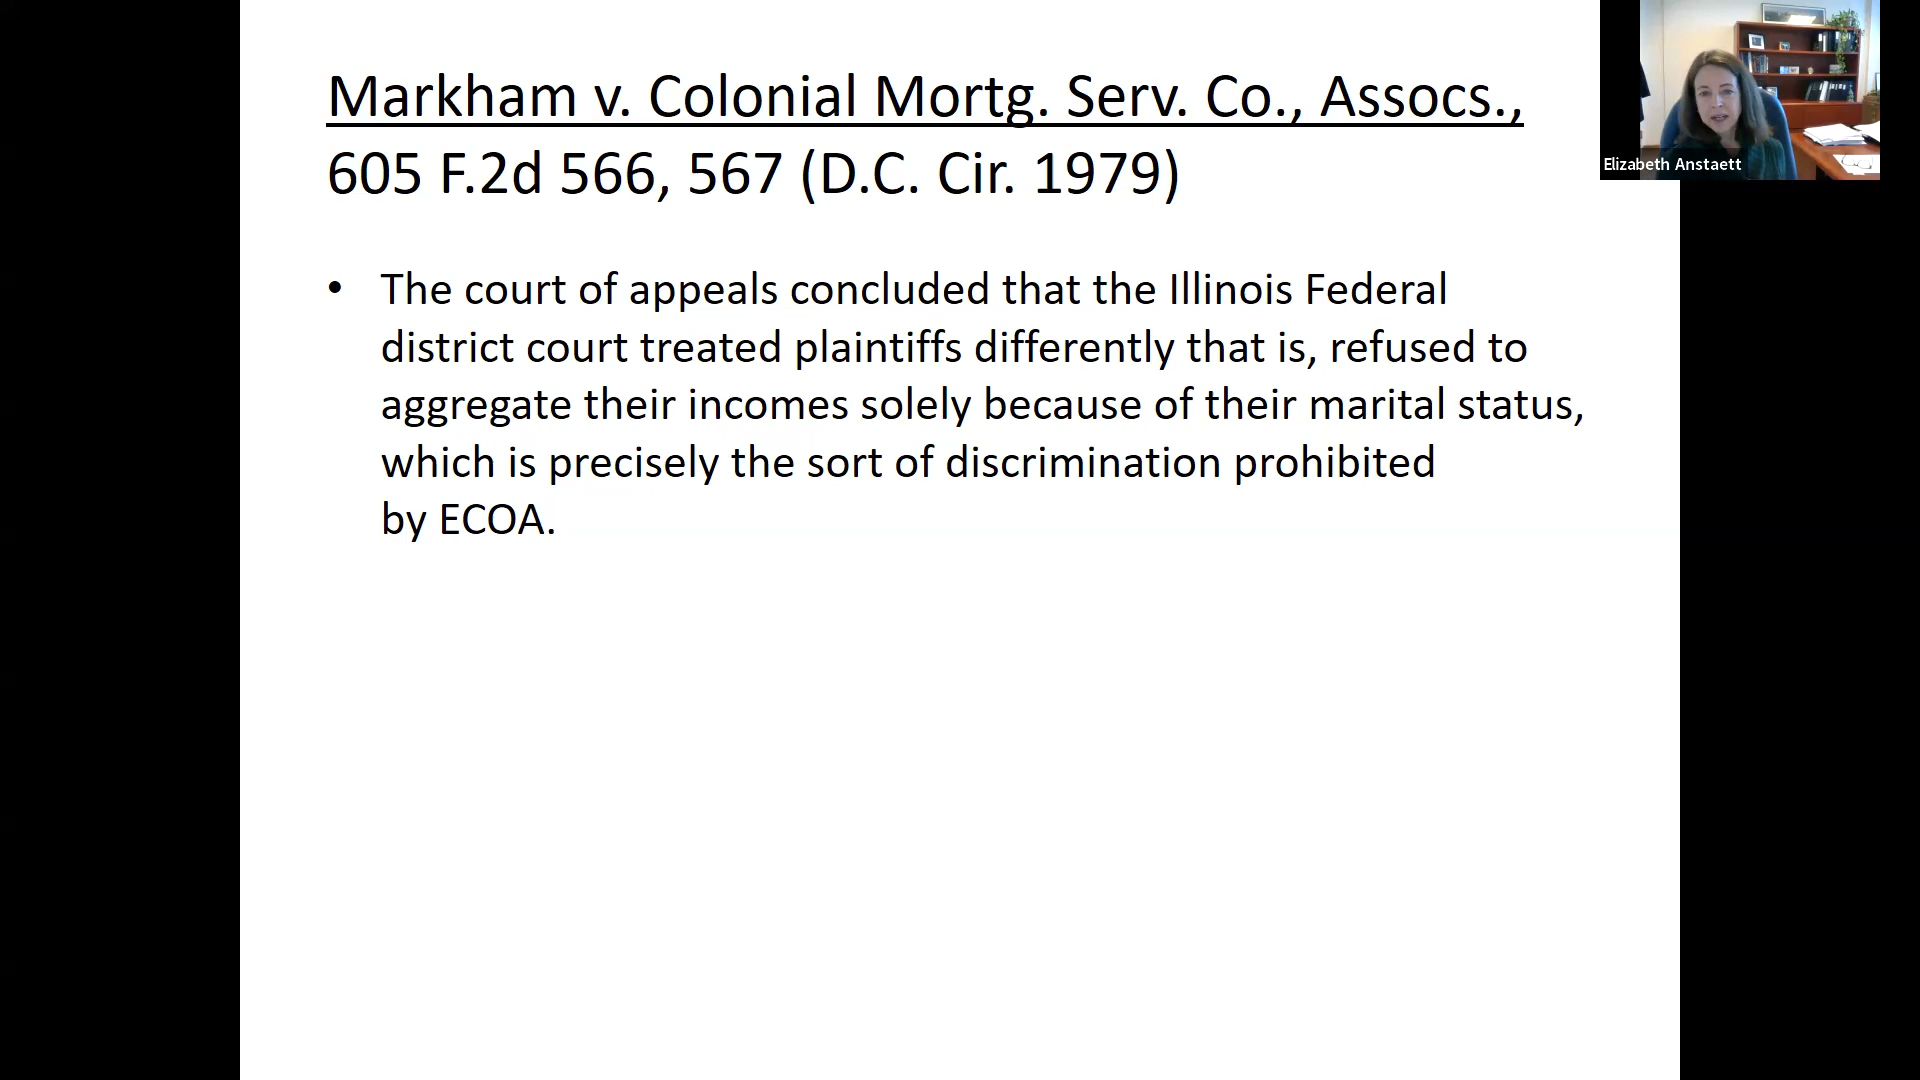 Markham v. Colonial Mortg. Serv. Co., Assocs.,
605 F.2d 566, 567 (D.C. Cir. 1979)
Elizabeth Anstaett
• The court of appeals concluded that the Illinois Federal
district court treated plaintiffs differently that is, refused to
aggregate their incomes solely because of their marital status,
which is precisely the sort of discrimination prohibited
by ECOA.